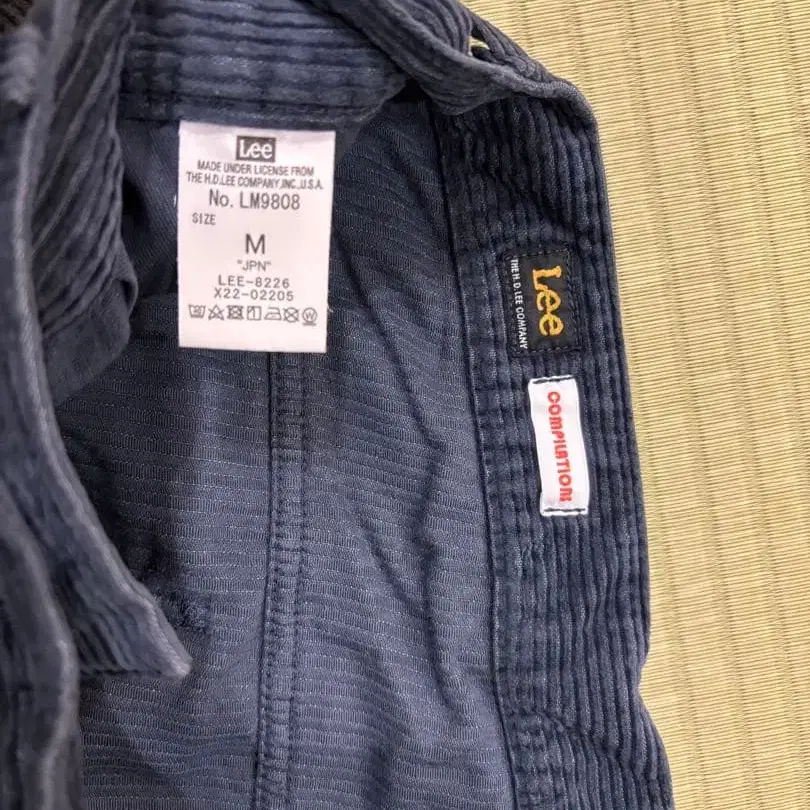 Lee
MADE UNDER LICENSE FROM
THE H.D.LEE COMPANY,INC.,U.S.A.
No. LM9808
SIZE
M
"JPN"
LEE-8226
X22-02205
Lee
THE H. D. LEE COMPANY
COMPILATION: